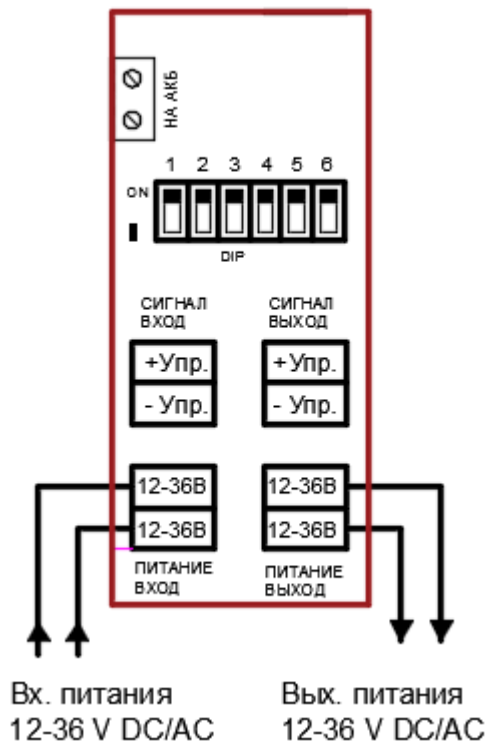 НА АКБ
1 2 3 4 5 6
ON
DIP
СИГНАЛ
ВХОД
СИГНАЛ
ВЫХОД
+Упр.
- Упр.
+Упр.
- Упр.
12-36В
12-36В
12-36В
12-36В
ПИТАНИЕ
ВХОД
ПИТАНИЕ
ВЫХОД
Вх. питания
12-36 V DC/AC
Вых. питания
12-36 V DC/AC